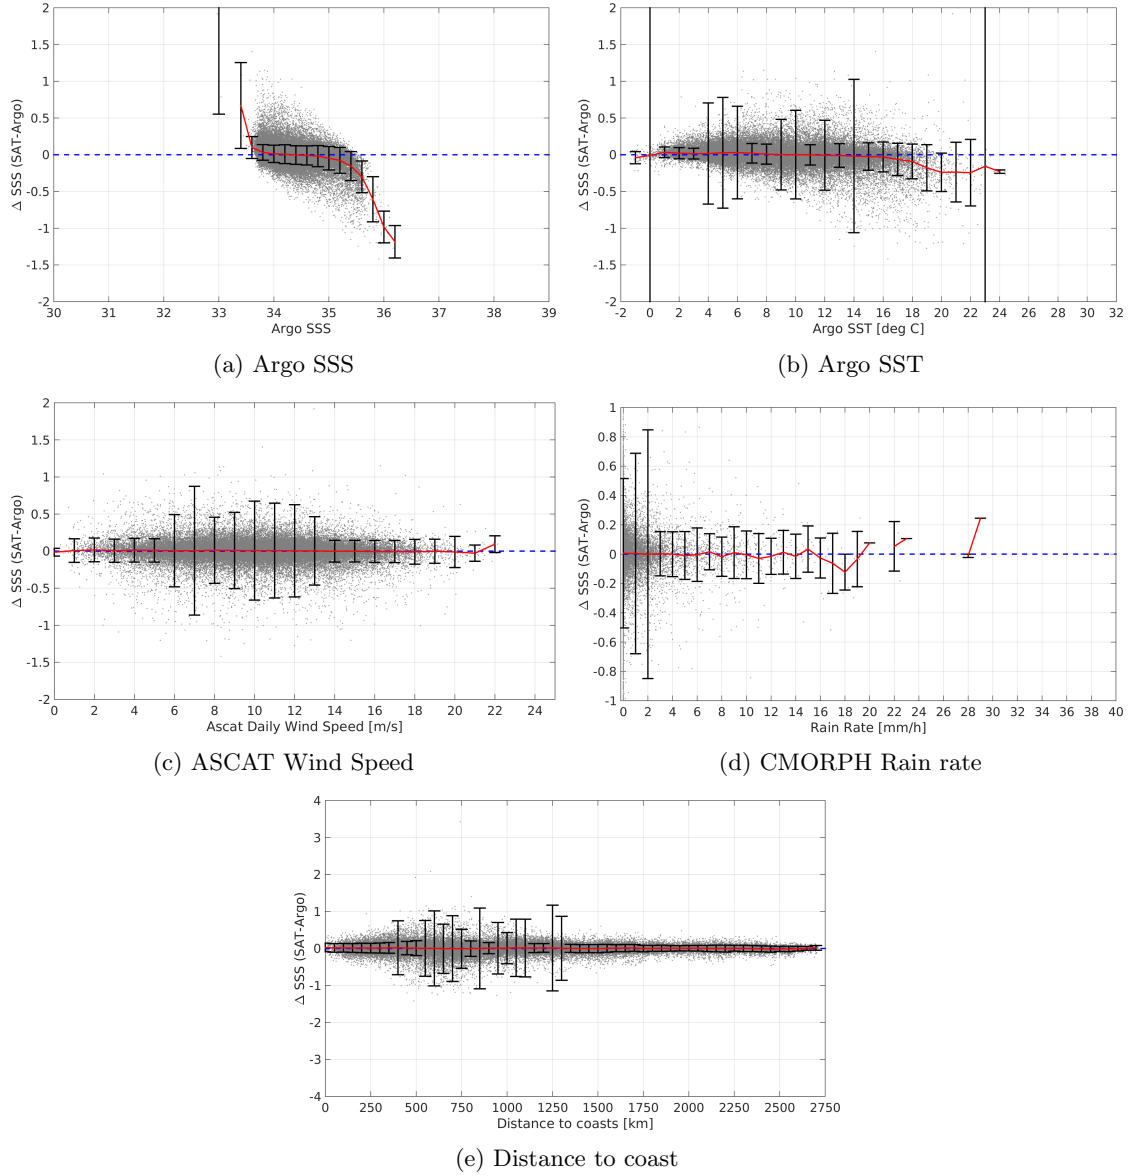 2
1.5
1
0.5
0
-0.5
-1
-1.5
-2
Δ SSS (SAT-Argo)
30 31 32 33 34 35 36 37 38 39
Argo SSS
(a) Argo SSS
2
1.5
1
0.5
0
-0.5
-1
-1.5
-2
Δ SSS (SAT-Argo)
-2 0 2 4 6 8 10 12 14 16 18 20 22 24 26 28 30 32
Argo SST [deg C]
(b) Argo SST
2
1.5
1
0.5
0
-0.5
-1
-1.5
-2
Δ SSS (SAT-Argo)
0 2 4 6 8 10 12 14 16 18 20 22 24
Ascat Daily Wind Speed [m/s]
(c) ASCAT Wind Speed
1
0.8
0.6
0.4
0.2
0
-0.2
-0.4
-0.6
-0.8
-1
Δ SSS (SAT-Argo)
0 2 4 6 8 10 12 14 16 18 20 22 24 26 28 30 32 34 36 38 40
Rain Rate [mm/h]
(d) CMORPH Rain rate
4
3
2
1
0
-1
-2
-3
-4
Δ SSS (SAT-Argo)
0 250 500 750 1000 1250 1500 1750 2000 2250 2500 2750
Distance to coasts [km]
(e) Distance to coast